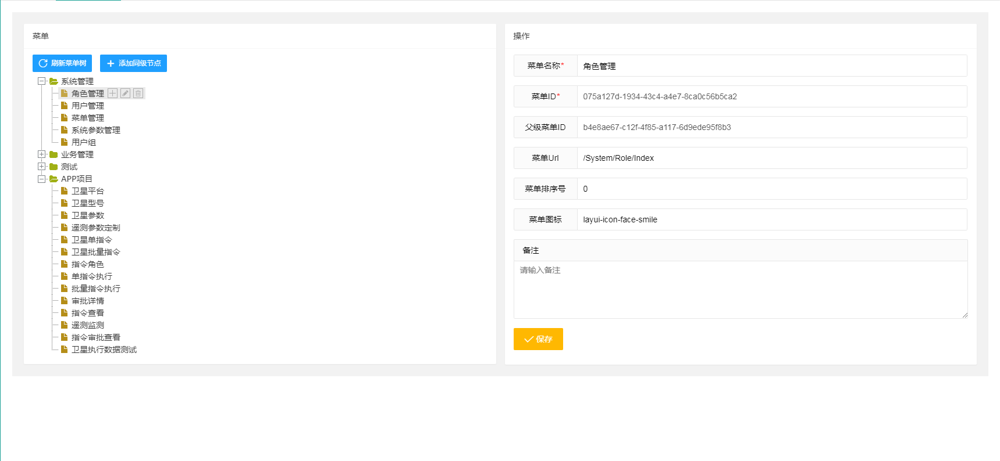 菜单
刷新菜单树 添加同级节点
系统管理
角色管理
用户管理
菜单管理
系统参数管理
用户组
业务管理
测试
APP项目
卫星平台
卫星型号
卫星参数
遥测参数定制
卫星单指令
卫星批量指令
指令角色
单指令执行
批量指令执行
审批详情
指令查看
遥测监测
指令审批查看
卫星执行数据测试
操作
菜单名称* 角色管理
菜单ID* 075a127d-1934-43c4-a4e7-8ca0c56b5ca2
父级菜单ID b4e8ae67-c12f-4f85-a117-6d9ede95f8b3
菜单Url /System/Role/Index
菜单排序号 0
菜单图标 layui-icon-face-smile
备注
请输入备注
保存